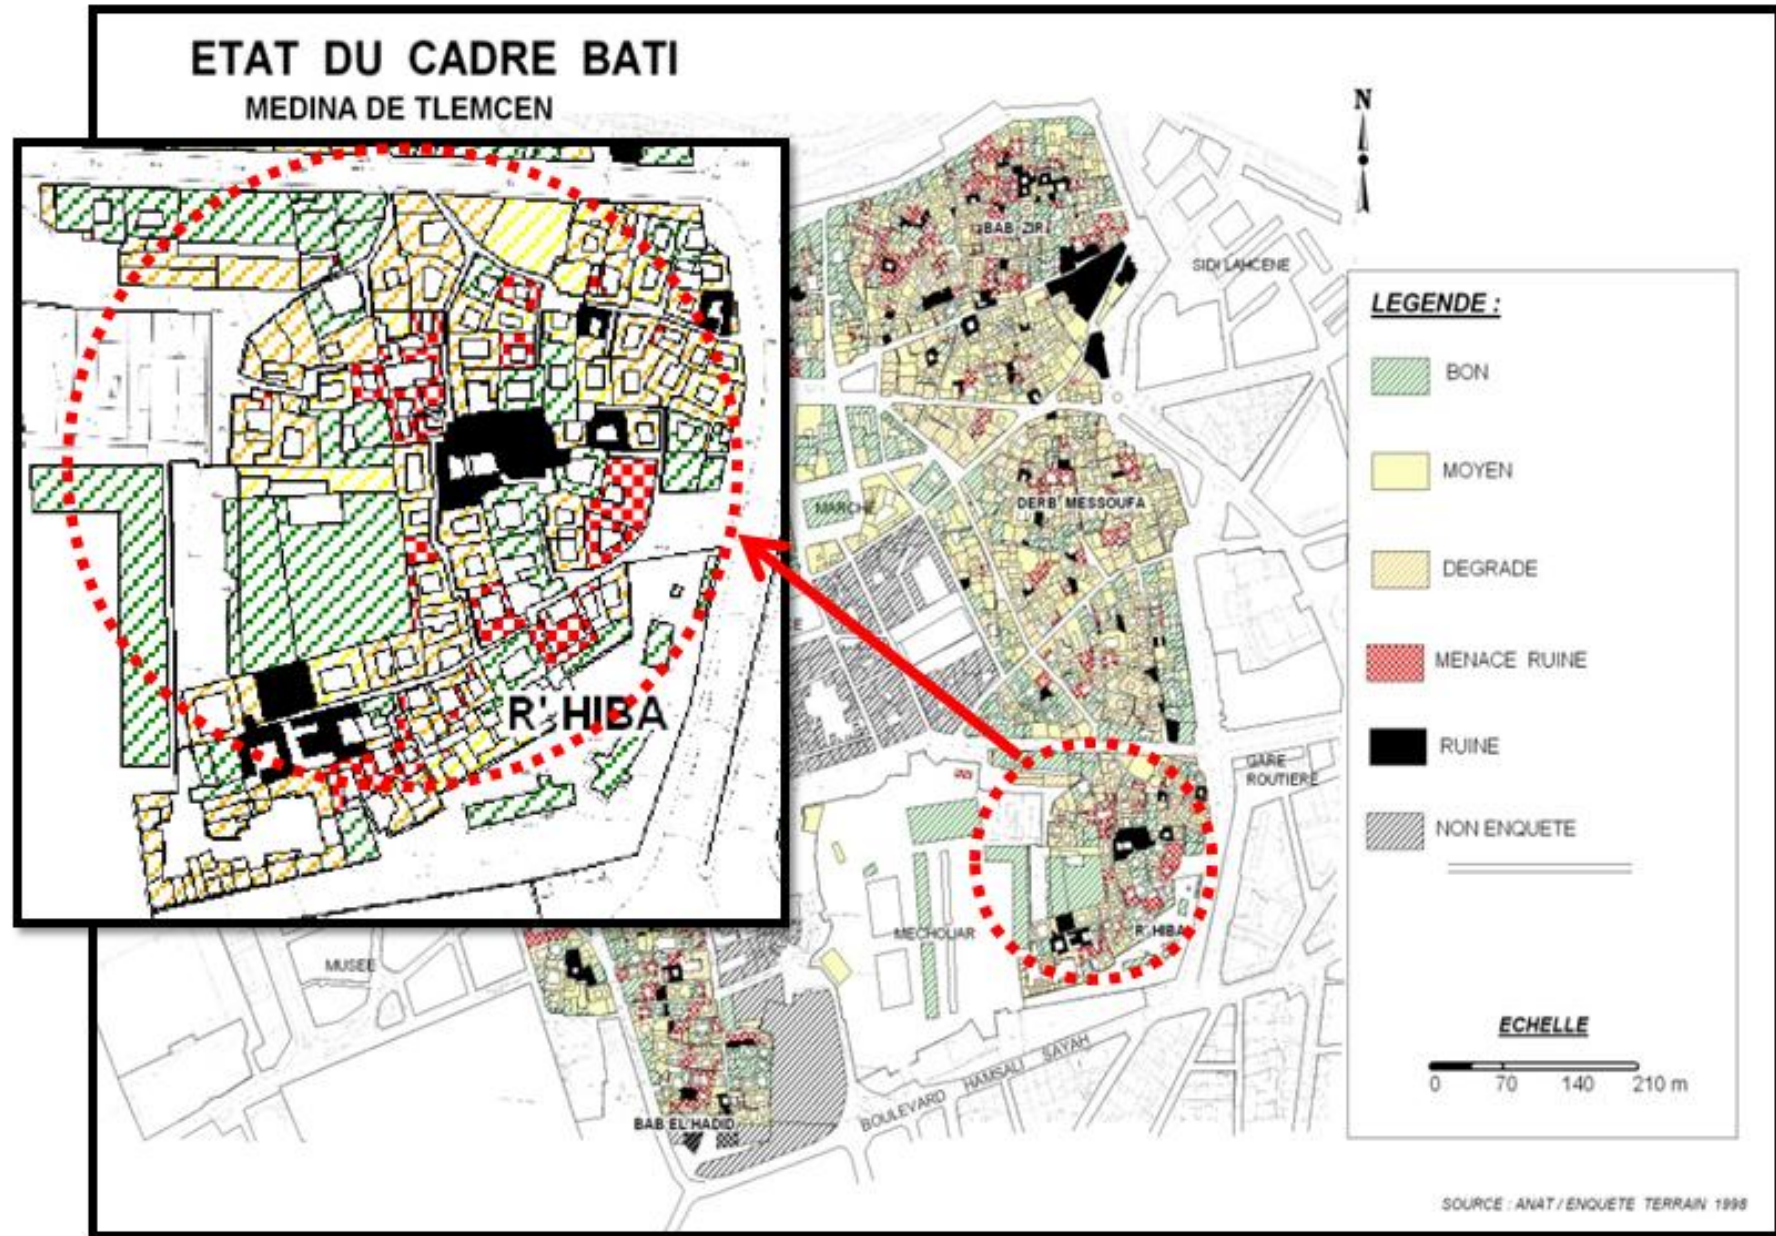 ETAT DU CADRE BATI
MEDINA DE TLEMCEN
N
BAB ZIR
SIDI LAHCENE
LEGENDE :
BON
MOYEN
MARCHE
DERB MESSOUFA
DEGRADE
MENACE RUINE
R' HIBA
GARE
ROUTIERE
RUINE
NON ENQUETE
MECHOUAR
R' HIBA
MUSEE
BOULEVARD HAMSALI SAYAH
BAB EL HADID
ECHELLE
0 70 140 210 m
SOURCE : ANAT / ENQUETE TERRAIN 1998